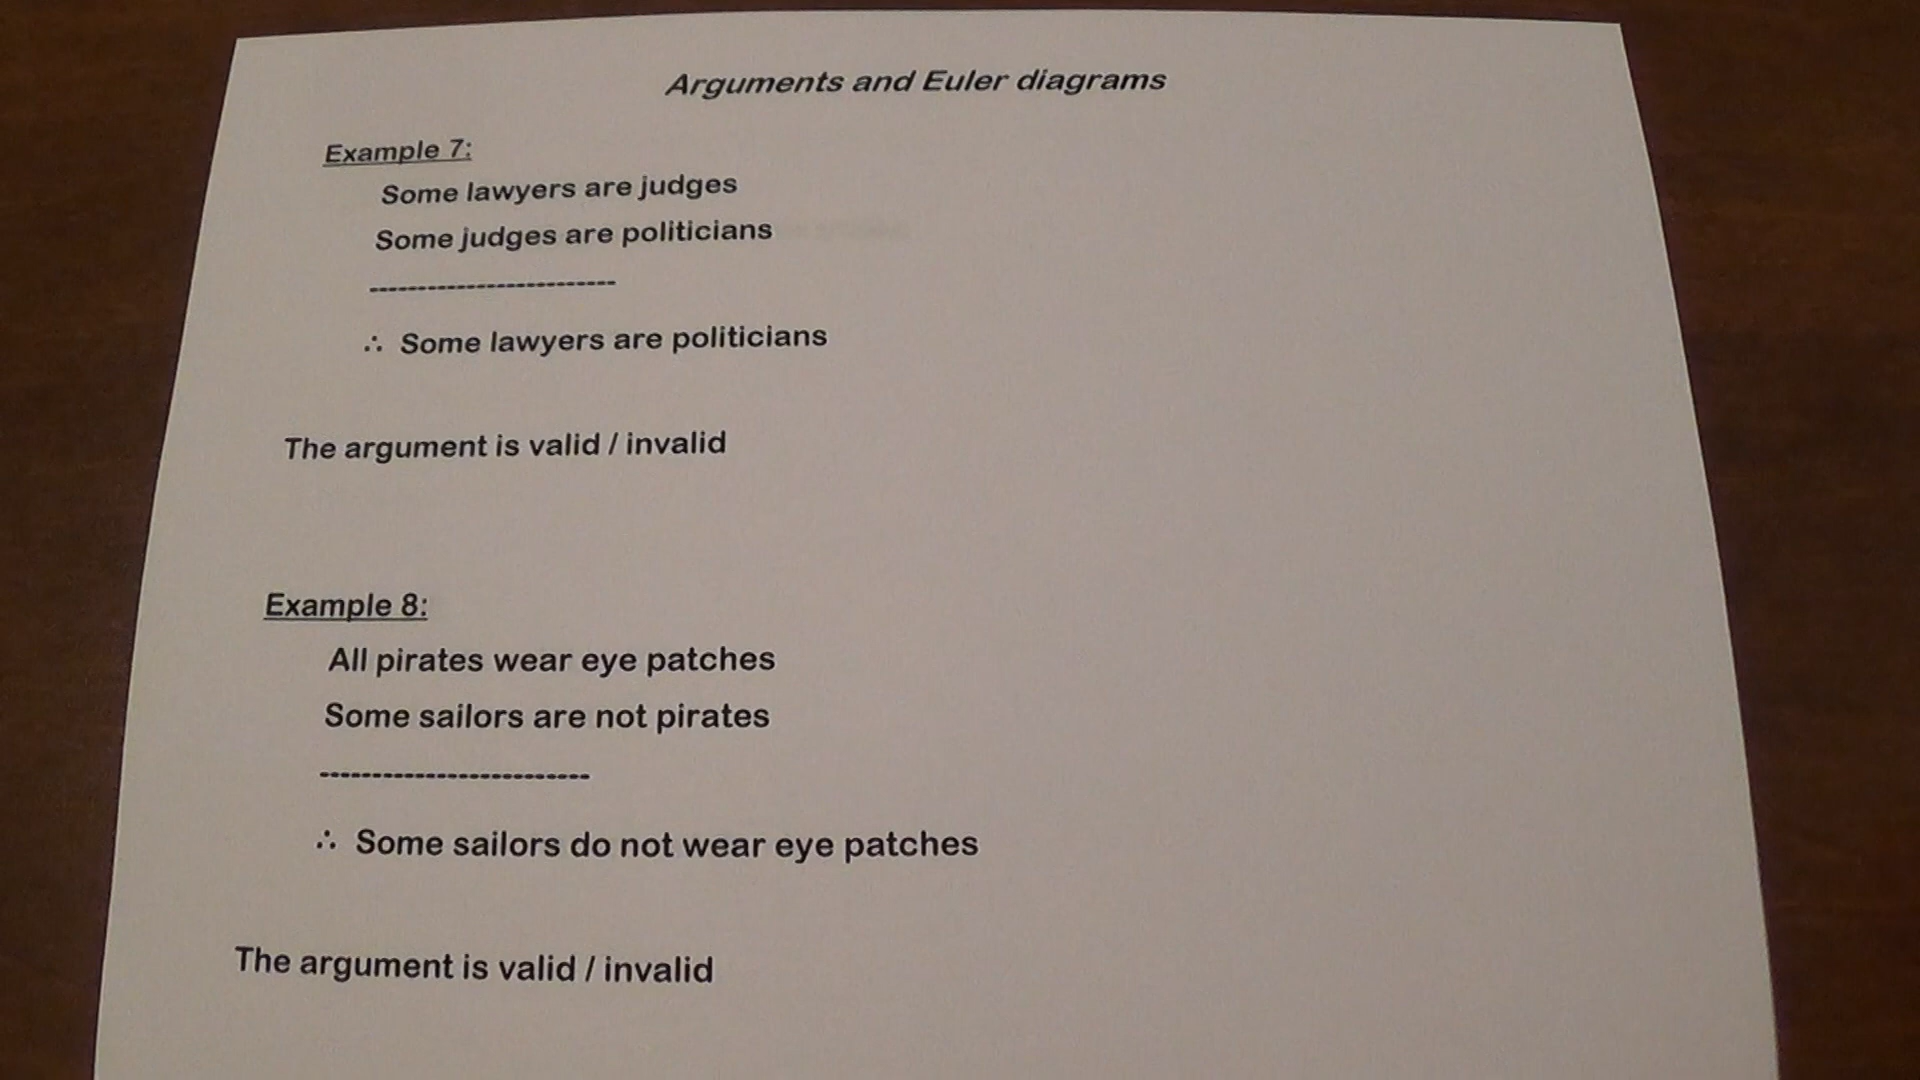 Arguments and Euler diagrams
Example 7:
Some lawyers are judges
Some judges are politicians
--------------------------
∴ Some lawyers are politicians
The argument is valid / invalid
Example 8:
All pirates wear eye patches
Some sailors are not pirates
--------------------------
∴ Some sailors do not wear eye patches
The argument is valid / invalid